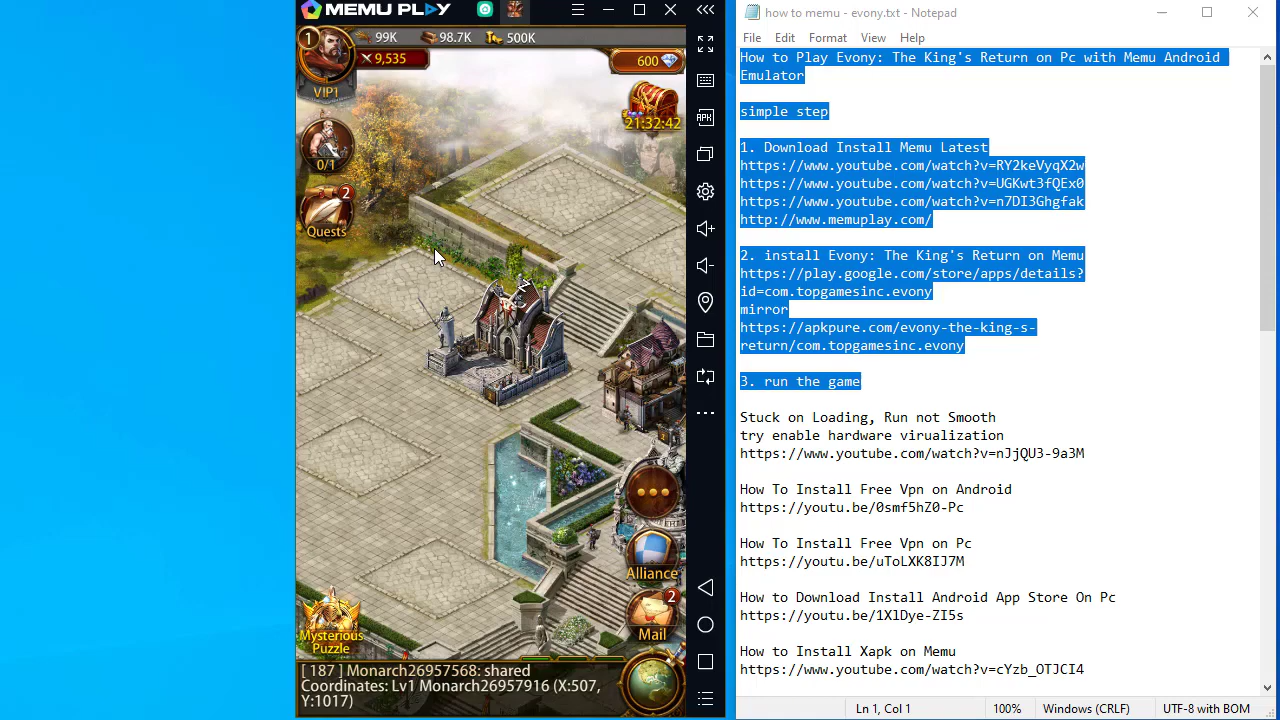 MEMU PLAY
1
99K
98.7K
500K
9,535
600
VIP1
21:32:42
0/1
2
Quests
Alliance
2
Mail
Mysterious
Puzzle
[ 187 ] Monarch26957568: shared
Coordinates: Lv1 Monarch26957916 (X:507,
Y:1017)
APK
how to memu - evony.txt - Notepad
File Edit Format View Help
How to Play Evony: The King's Return on Pc with Memu Android
Emulator
simple step
1. Download Install Memu Latest
https://www.youtube.com/watch?v=RY2keVyqX2w
https://www.youtube.com/watch?v=UGKwt3fQEx0
https://www.youtube.com/watch?v=n7DI3Ghgfak
http://www.memuplay.com/
2. install Evony: The King's Return on Memu
https://play.google.com/store/apps/details?
id=com.topgamesinc.evony
mirror
https://apkpure.com/evony-the-king-s-
return/com.topgamesinc.evony
3. run the game
Stuck on Loading, Run not Smooth
try enable hardware virualization
https://www.youtube.com/watch?v=nJjQU3-9a3M
How To Install Free Vpn on Android
https://youtu.be/0smf5hZ0-Pc
How To Install Free Vpn on Pc
https://youtu.be/uToLXK8IJ7M
How to Download Install Android App Store On Pc
https://youtu.be/1XlDye-ZI5s
How to Install Xapk on Memu
https://www.youtube.com/watch?v=cYzb_OTJCI4
Ln 1, Col 1
100%
Windows (CRLF)
UTF-8 with BOM